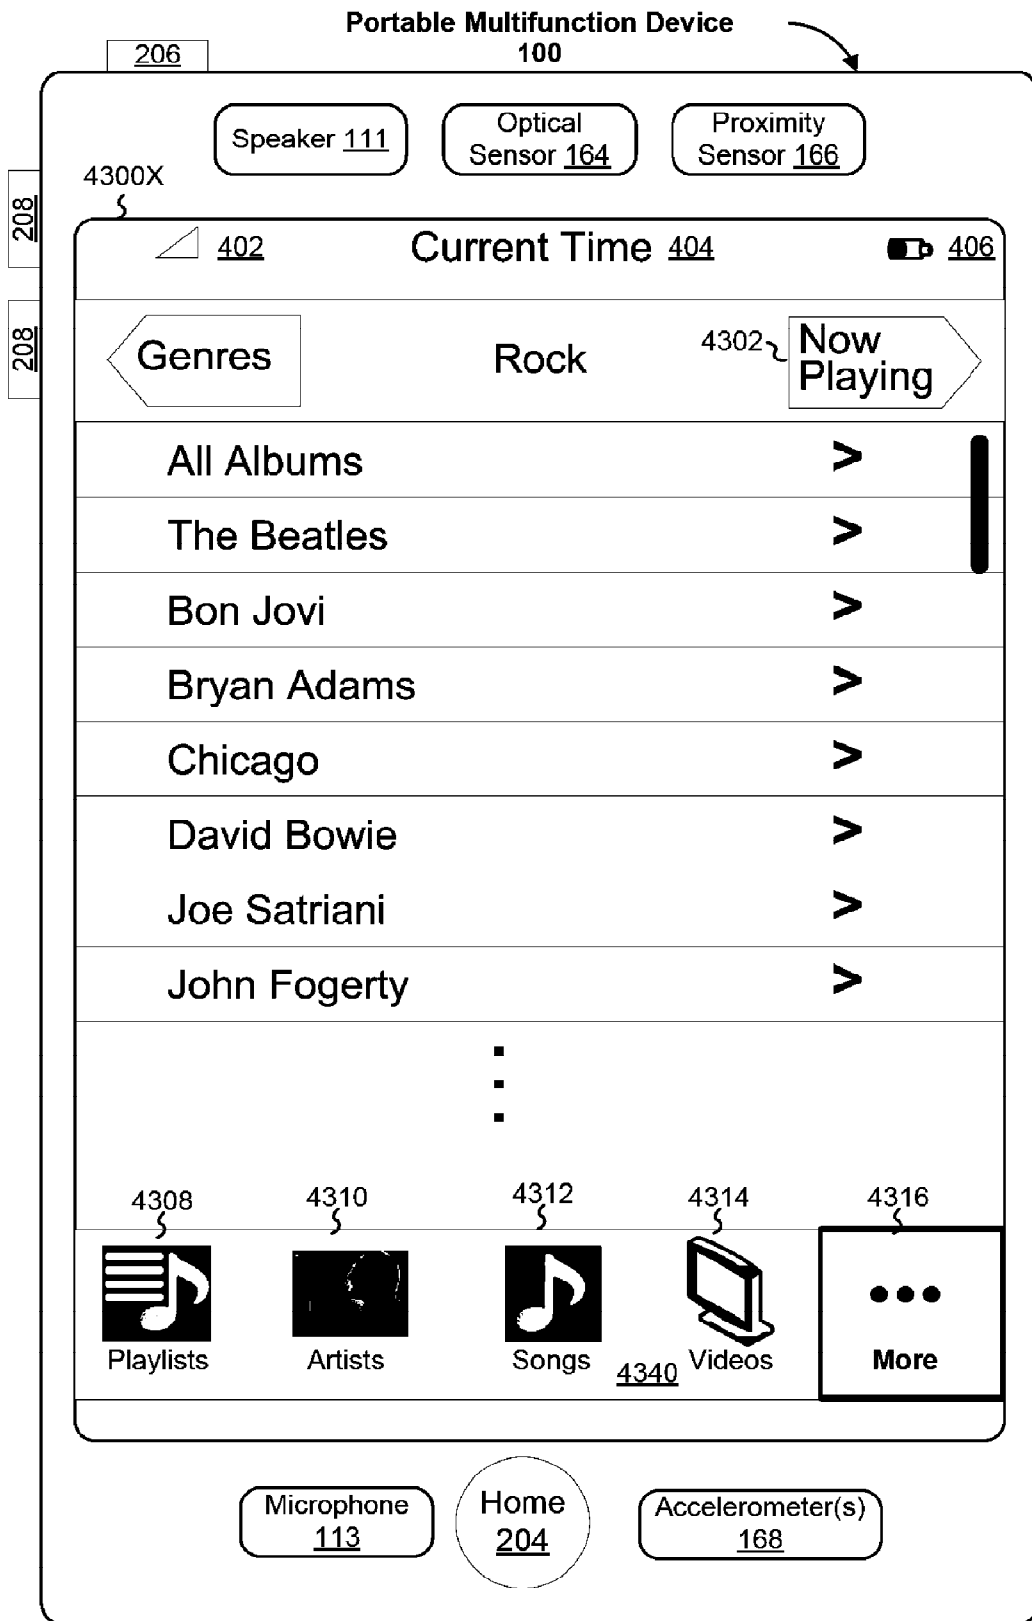 Portable Multifunction Device
100
206
Speaker 111
Optical
Sensor 164
Proximity
Sensor 166
4300X
208
208
402
Current Time 404
406
Genres
Rock
4302
Now
Playing
All Albums >
The Beatles >
Bon Jovi >
Bryan Adams >
Chicago >
David Bowie >
Joe Satriani >
John Fogerty >
4308
4310
4312
4314
4316
Playlists
Artists
Songs
4340
Videos
More
Microphone
113
Home
204
Accelerometer(s)
168